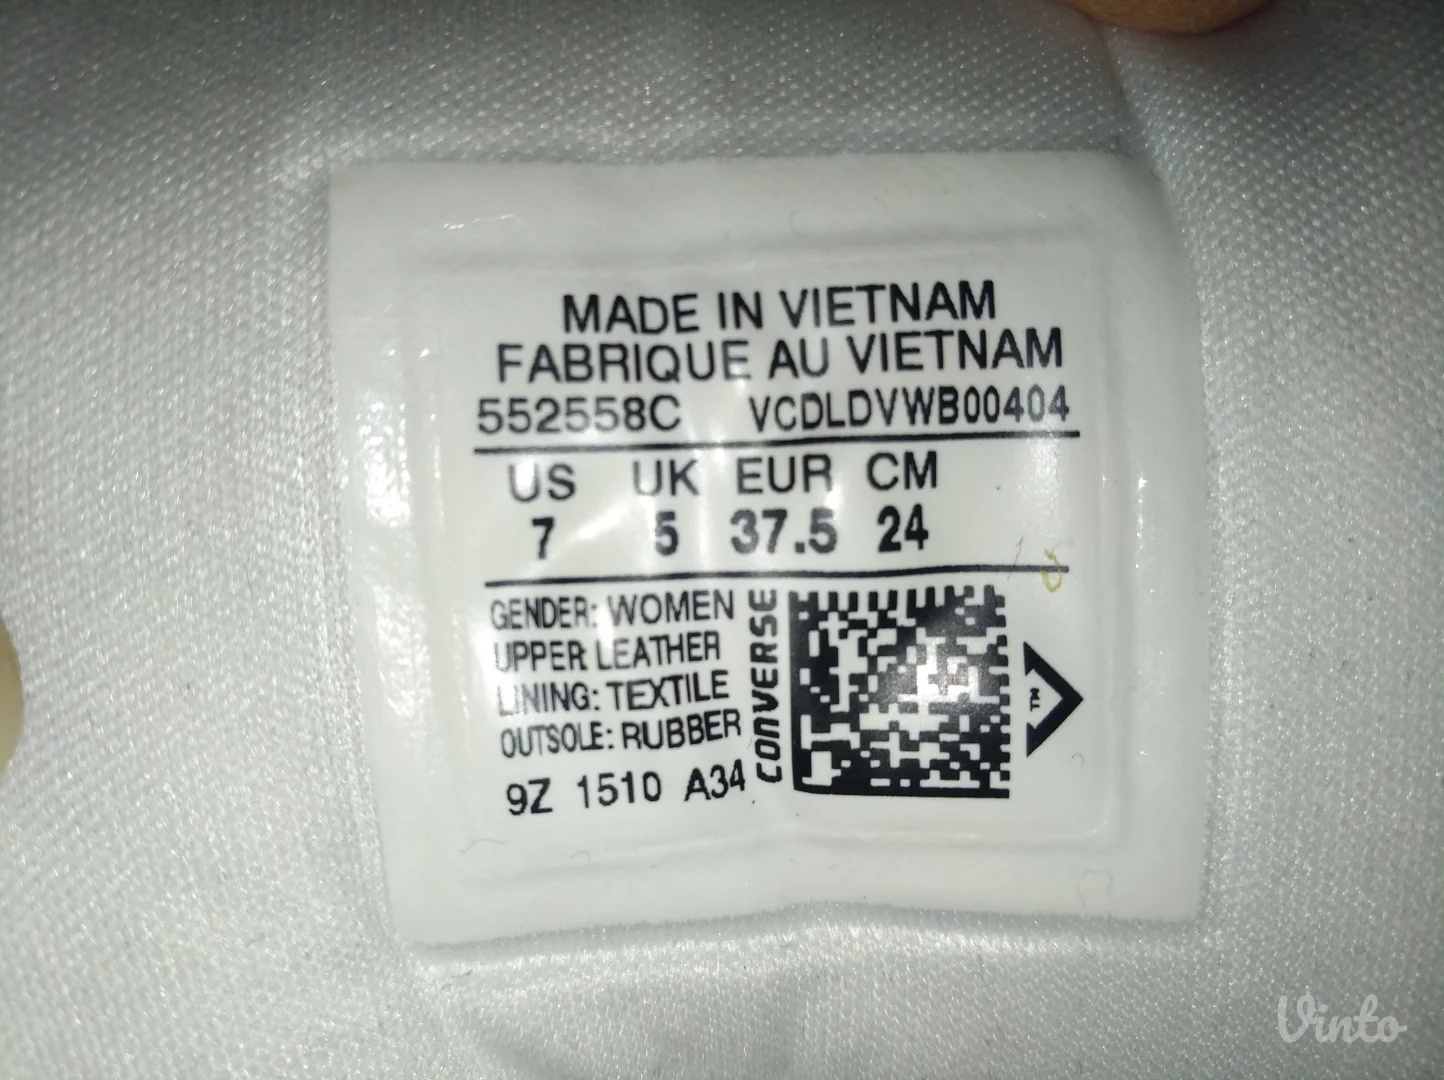 MADE IN VIETNAM
FABRIQUE AU VIETNAM
552558C VCDLDVWB00404
US UK EUR CM
7 5 37.5 24
GENDER: WOMEN
UPPER: LEATHER
LINING: TEXTILE
OUTSOLE: RUBBER
9Z 1510 A34
CONVERSE
TM
Vinto